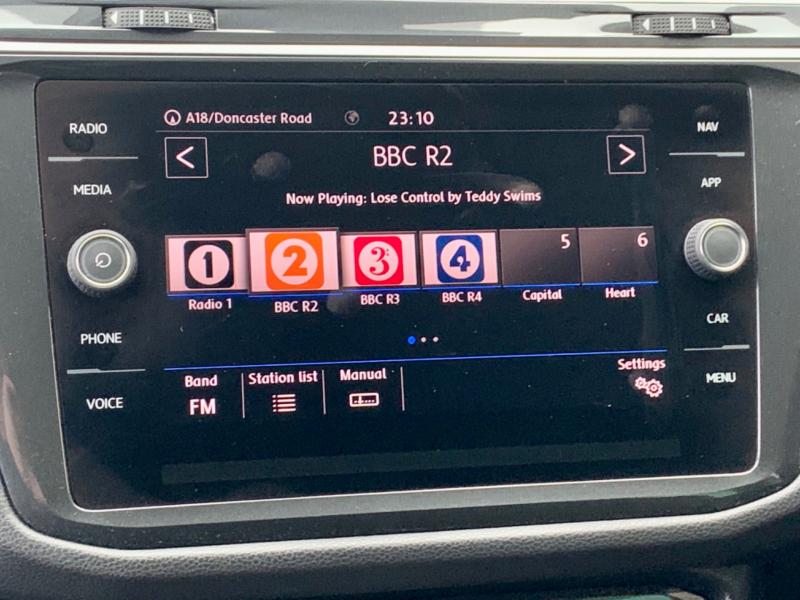 RADIO
MEDIA
PHONE
VOICE
A18/Doncaster Road
23:10
BBC R2
Now Playing: Lose Control by Teddy Swims
1
2
3
4
5
6
Radio 1
BBC R2
BBC R3
BBC R4
Capital
Heart
Band
FM
Station list
Manual
Settings
NAV
APP
CAR
MENU